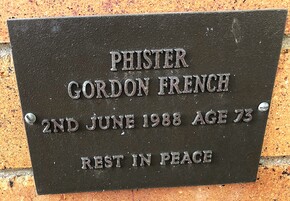 PHISTER
GORDON FRENCH
2ND JUNE 1988 AGE 73
REST IN PEACE